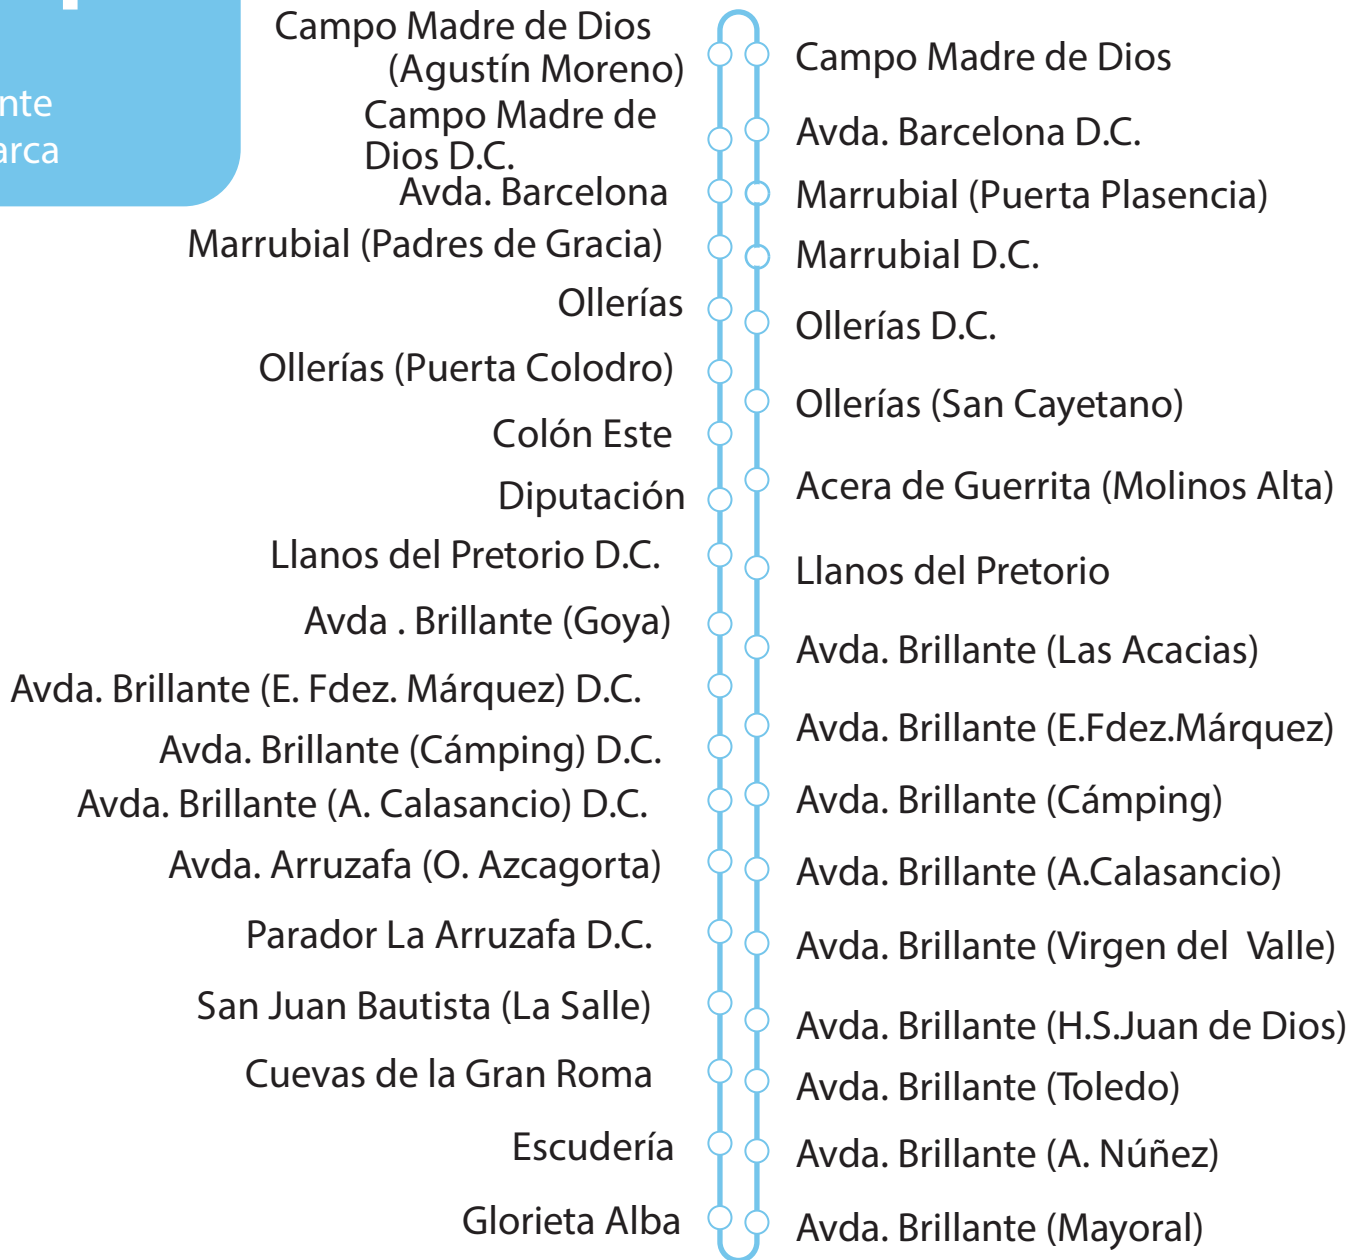 Campo Madre de Dios
(Agustín Moreno)
Campo Madre de
Dios D.C.
Avda. Barcelona
Marrubial (Padres de Gracia)
Ollerías
Ollerías (Puerta Colodro)
Colón Este
Diputación
Llanos del Pretorio D.C.
Avda . Brillante (Goya)
Avda. Brillante (E. Fdez. Márquez) D.C.
Avda. Brillante (Cámping) D.C.
Avda. Brillante (A. Calasancio) D.C.
Avda. Arruzafa (O. Azcagorta)
Parador La Arruzafa D.C.
San Juan Bautista (La Salle)
Cuevas de la Gran Roma
Escudería
Glorieta Alba
Campo Madre de Dios
Avda. Barcelona D.C.
Marrubial (Puerta Plasencia)
Marrubial D.C.
Ollerías D.C.
Ollerías (San Cayetano)
Acera de Guerrita (Molinos Alta)
Llanos del Pretorio
Avda. Brillante (Las Acacias)
Avda. Brillante (E.Fdez.Márquez)
Avda. Brillante (Cámping)
Avda. Brillante (A.Calasancio)
Avda. Brillante (Virgen del Valle)
Avda. Brillante (H.S.Juan de Dios)
Avda. Brillante (Toledo)
Avda. Brillante (A. Núñez)
Avda. Brillante (Mayoral)